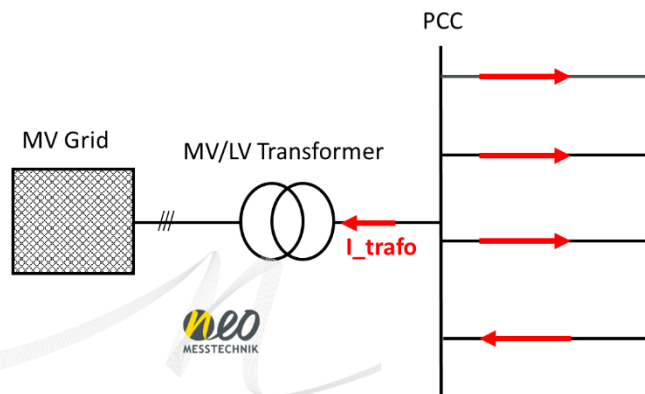 PCC
MV Grid
MV/LV Transformer
I_trafo
neo
MESSTECHNIK